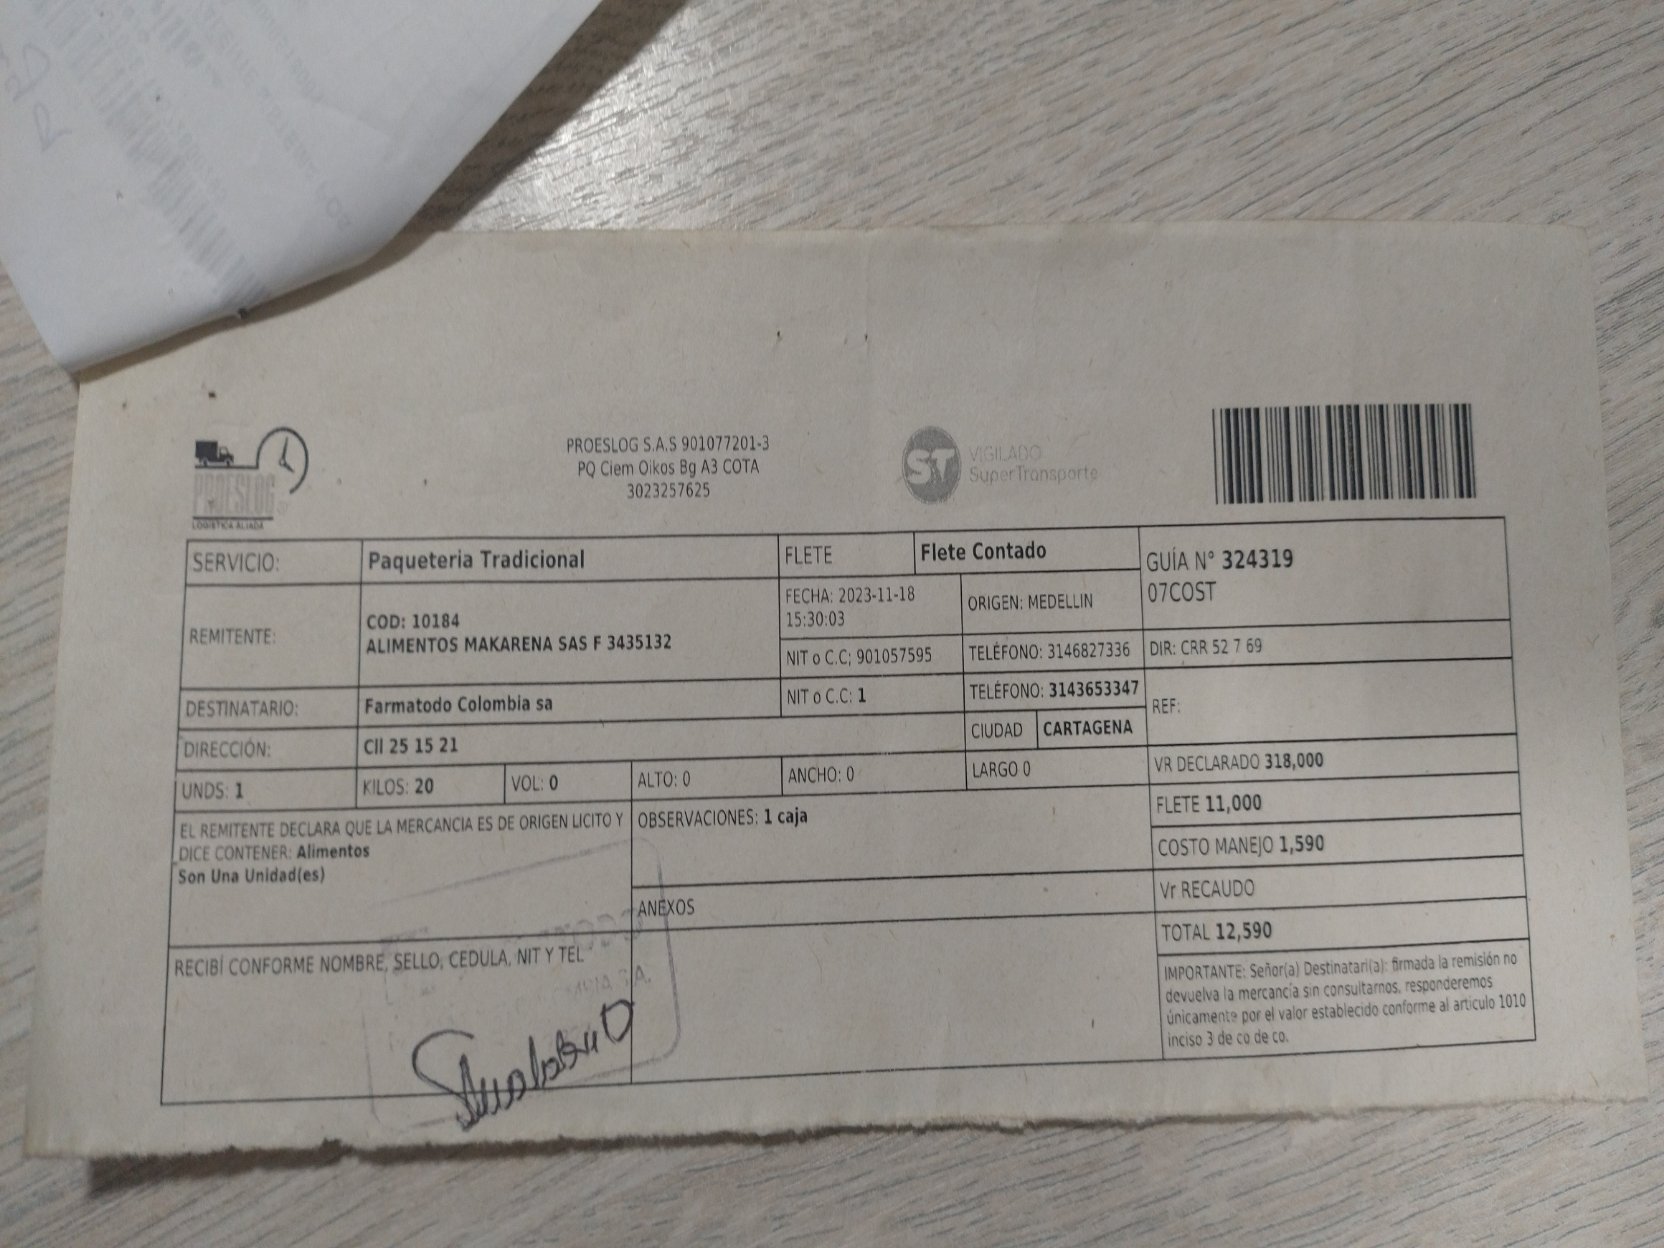 PROESLOG
LOGÍSTICA ALIADA
PROESLOG S.A.S 901077201-3
PQ Ciem Oikos Bg A3 COTA
3023257625
ST
VIGILADO
SuperTransporte
SERVICIO: Paqueteria Tradicional
FLETE Flete Contado
GUÍA N° 324319
07COST
REMITENTE:
COD: 10184
ALIMENTOS MAKARENA SAS F 3435132
FECHA: 2023-11-18
15:30:03
ORIGEN: MEDELLIN
NIT o C.C; 901057595
TELÉFONO: 3146827336
DIR: CRR 52 7 69
DESTINATARIO: Farmatodo Colombia sa
NIT o C.C: 1
TELÉFONO: 3143653347
REF:
DIRECCIÓN: Cll 25 15 21
CIUDAD CARTAGENA
UNDS: 1
KILOS: 20
VOL: 0
ALTO: 0
ANCHO: 0
LARGO 0
VR DECLARADO 318,000
FLETE 11,000
COSTO MANEJO 1,590
Vr RECAUDO
TOTAL 12,590
EL REMITENTE DECLARA QUE LA MERCANCIA ES DE ORIGEN LICITO Y
DICE CONTENER: Alimentos
Son Una Unidad(es)
OBSERVACIONES: 1 caja
ANEXOS
RECIBÍ CONFORME NOMBRE, SELLO, CEDULA, NIT Y TEL
IMPORTANTE: Señor(a) Destinatari(a): firmada la remisión no
devuelva la mercancía sin consultarnos, responderemos
únicamente por el valor establecido conforme al articulo 1010
inciso 3 de co de co.